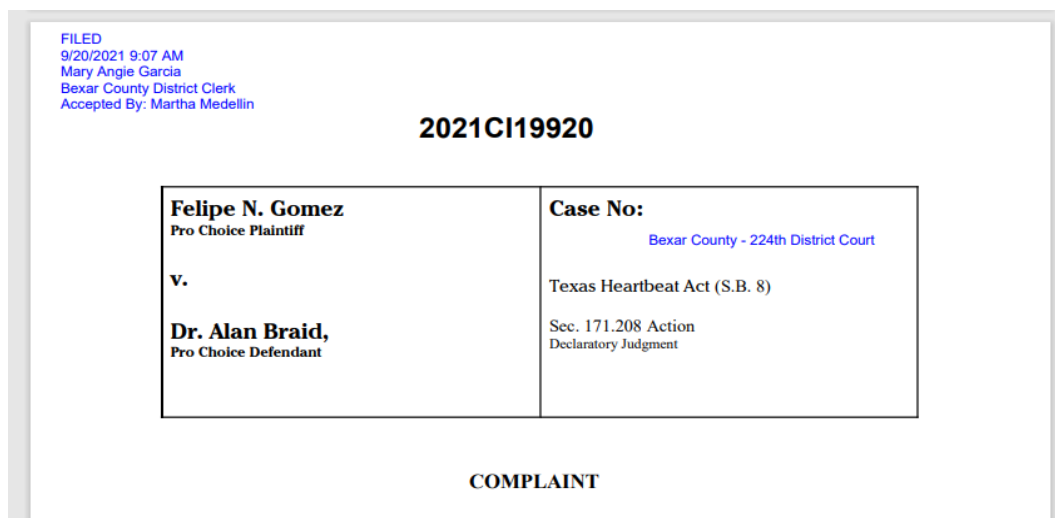 FILED
9/20/2021 9:07 AM
Mary Angie Garcia
Bexar County District Clerk
Accepted By: Martha Medellin
2021CI19920
Felipe N. Gomez
Pro Choice Plaintiff
v.
Dr. Alan Braid,
Pro Choice Defendant
Case No:
Bexar County - 224th District Court
Texas Heartbeat Act (S.B. 8)
Sec. 171.208 Action
Declaratory Judgment
COMPLAINT